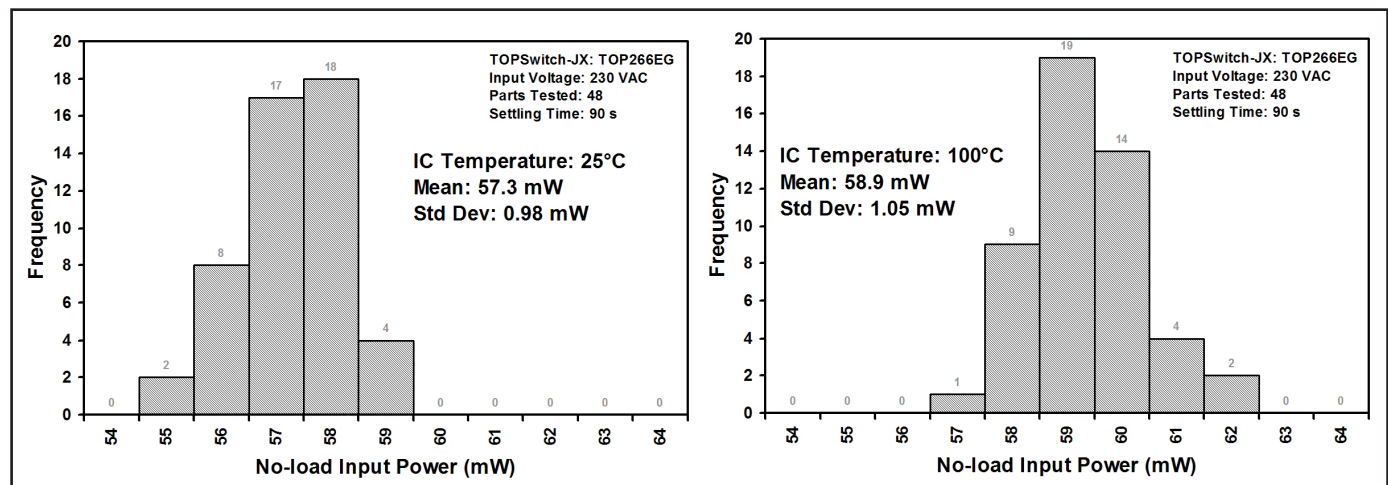 20
18
16
14
12
10
8
6
4
2
0
Frequency
TOPSwitch-JX: TOP266EG
Input Voltage: 230 VAC
Parts Tested: 48
Settling Time: 90 s
IC Temperature: 25°C
Mean: 57.3 mW
Std Dev: 0.98 mW
0 2 8 17 18 4 0 0 0 0 0
54 55 56 57 58 59 60 61 62 63 64
No-load Input Power (mW)
20
18
16
14
12
10
8
6
4
2
0
Frequency
TOPSwitch-JX: TOP266EG
Input Voltage: 230 VAC
Parts Tested: 48
Settling Time: 90 s
IC Temperature: 100°C
Mean: 58.9 mW
Std Dev: 1.05 mW
0 0 0 1 9 19 14 4 2 0 0
54 55 56 57 58 59 60 61 62 63 64
No-load Input Power (mW)